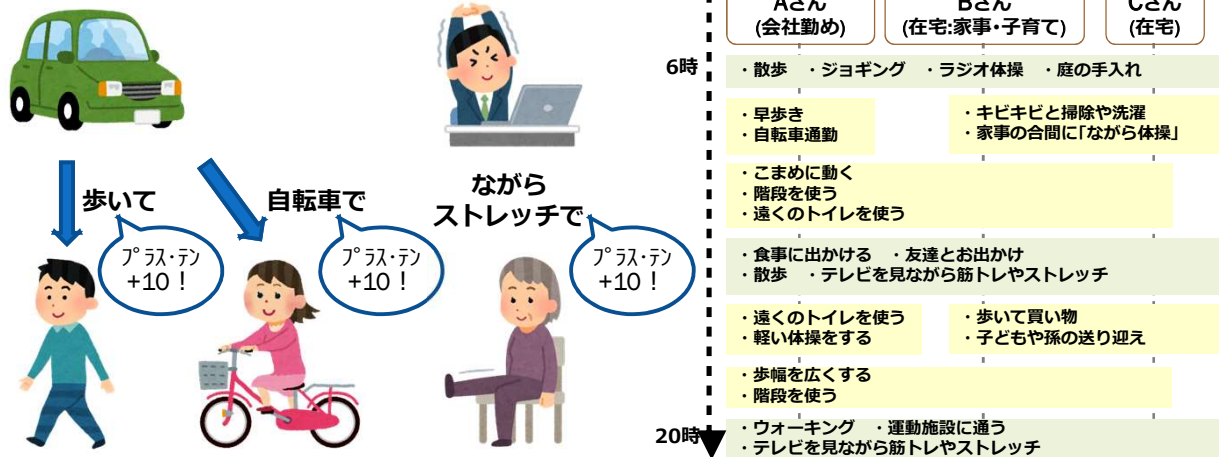 歩いて
プラス・テン
+10！
自転車で
プラス・テン
+10！
ながら
ストレッチで
プラス・テン
+10！
Aさん
(会社勤め)
Bさん
(在宅:家事・子育て)
Cさん
(在宅)
6時
・散歩 ・ジョギング ・ラジオ体操 ・庭の手入れ
・早歩き
・自転車通勤
・キビキビと掃除や洗濯
・家事の合間に「ながら体操」
・こまめに動く
・階段を使う
・遠くのトイレを使う
・食事に出かける ・友達とお出かけ
・散歩 ・テレビを見ながら筋トレやストレッチ
・遠くのトイレを使う
・軽い体操をする
・歩いて買い物
・子どもや孫の送り迎え
・歩幅を広くする
・階段を使う
20時
・ウォーキング ・運動施設に通う
・テレビを見ながら筋トレやストレッチ